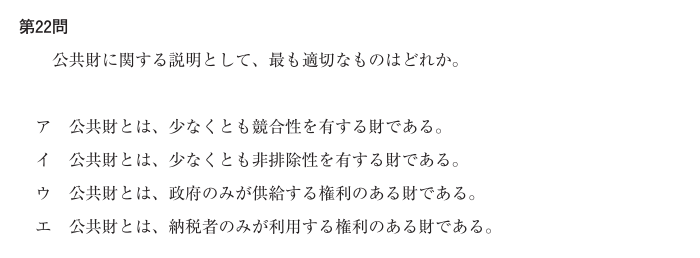 第22問
公共財に関する説明として、最も適切なものはどれか。
ア　公共財とは、少なくとも競合性を有する財である。
イ　公共財とは、少なくとも非排除性を有する財である。
ウ　公共財とは、政府のみが供給する権利のある財である。
エ　公共財とは、納税者のみが利用する権利のある財である。